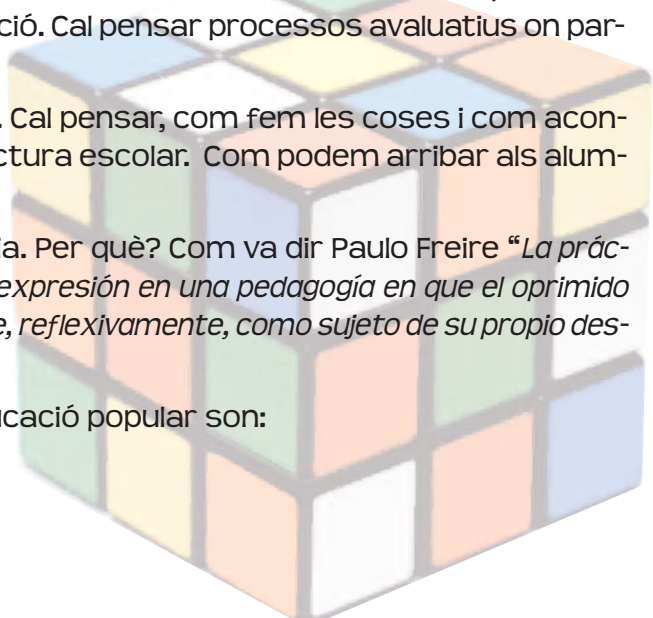 ció. Cal pensar processos avaluatius on par-
. Cal pensar, com fem les coses i com acon-
ctura escolar. Com podem arribar als alum-
ia. Per què? Com va dir Paulo Freire “La prác-
expresión en una pedagogía en que el oprimido
e, reflexivamente, como sujeto de su propio des-
ucació popular son: